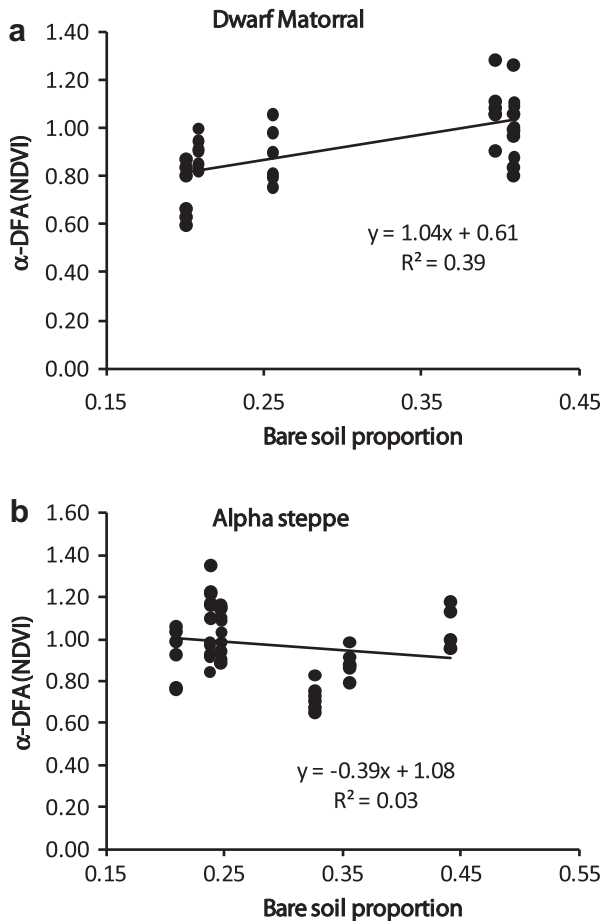 a
Dwarf Matorral
1.40
1.20
1.00
0.80
0.60
0.40
0.20
0.00
α-DFA(NDVI)
y = 1.04x + 0.61
R² = 0.39
0.15 0.25 0.35 0.45
Bare soil proportion
b
Alpha steppe
1.60
1.40
1.20
1.00
0.80
0.60
0.40
0.20
0.00
α-DFA(NDVI)
y = -0.39x + 1.08
R² = 0.03
0.15 0.25 0.35 0.45 0.55
Bare soil proportion